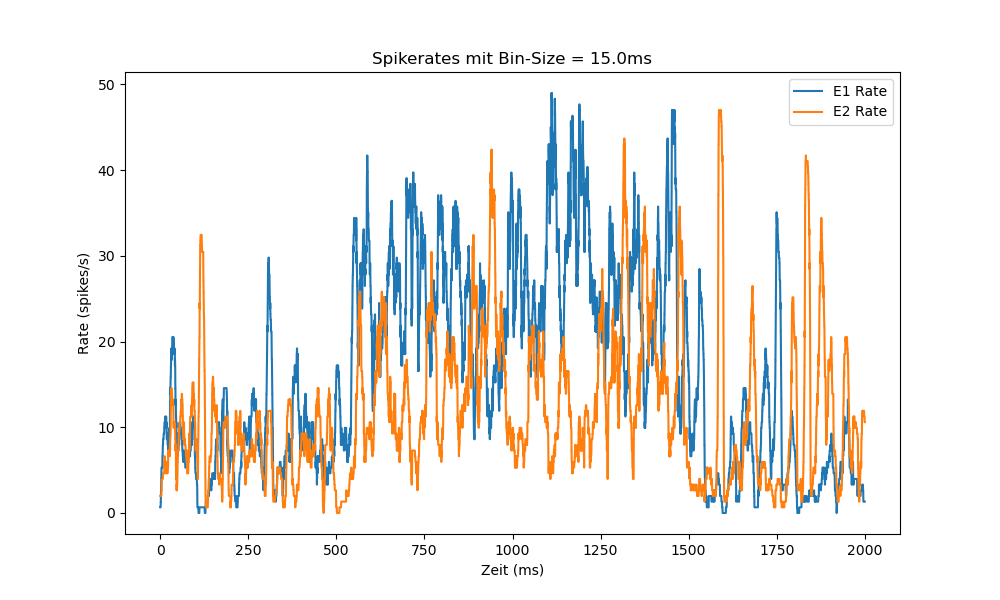 Spikerates mit Bin-Size = 15.0ms
E1 Rate
E2 Rate
50
40
30
20
10
0
Rate (spikes/s)
0 250 500 750 1000 1250 1500 1750 2000
Zeit (ms)